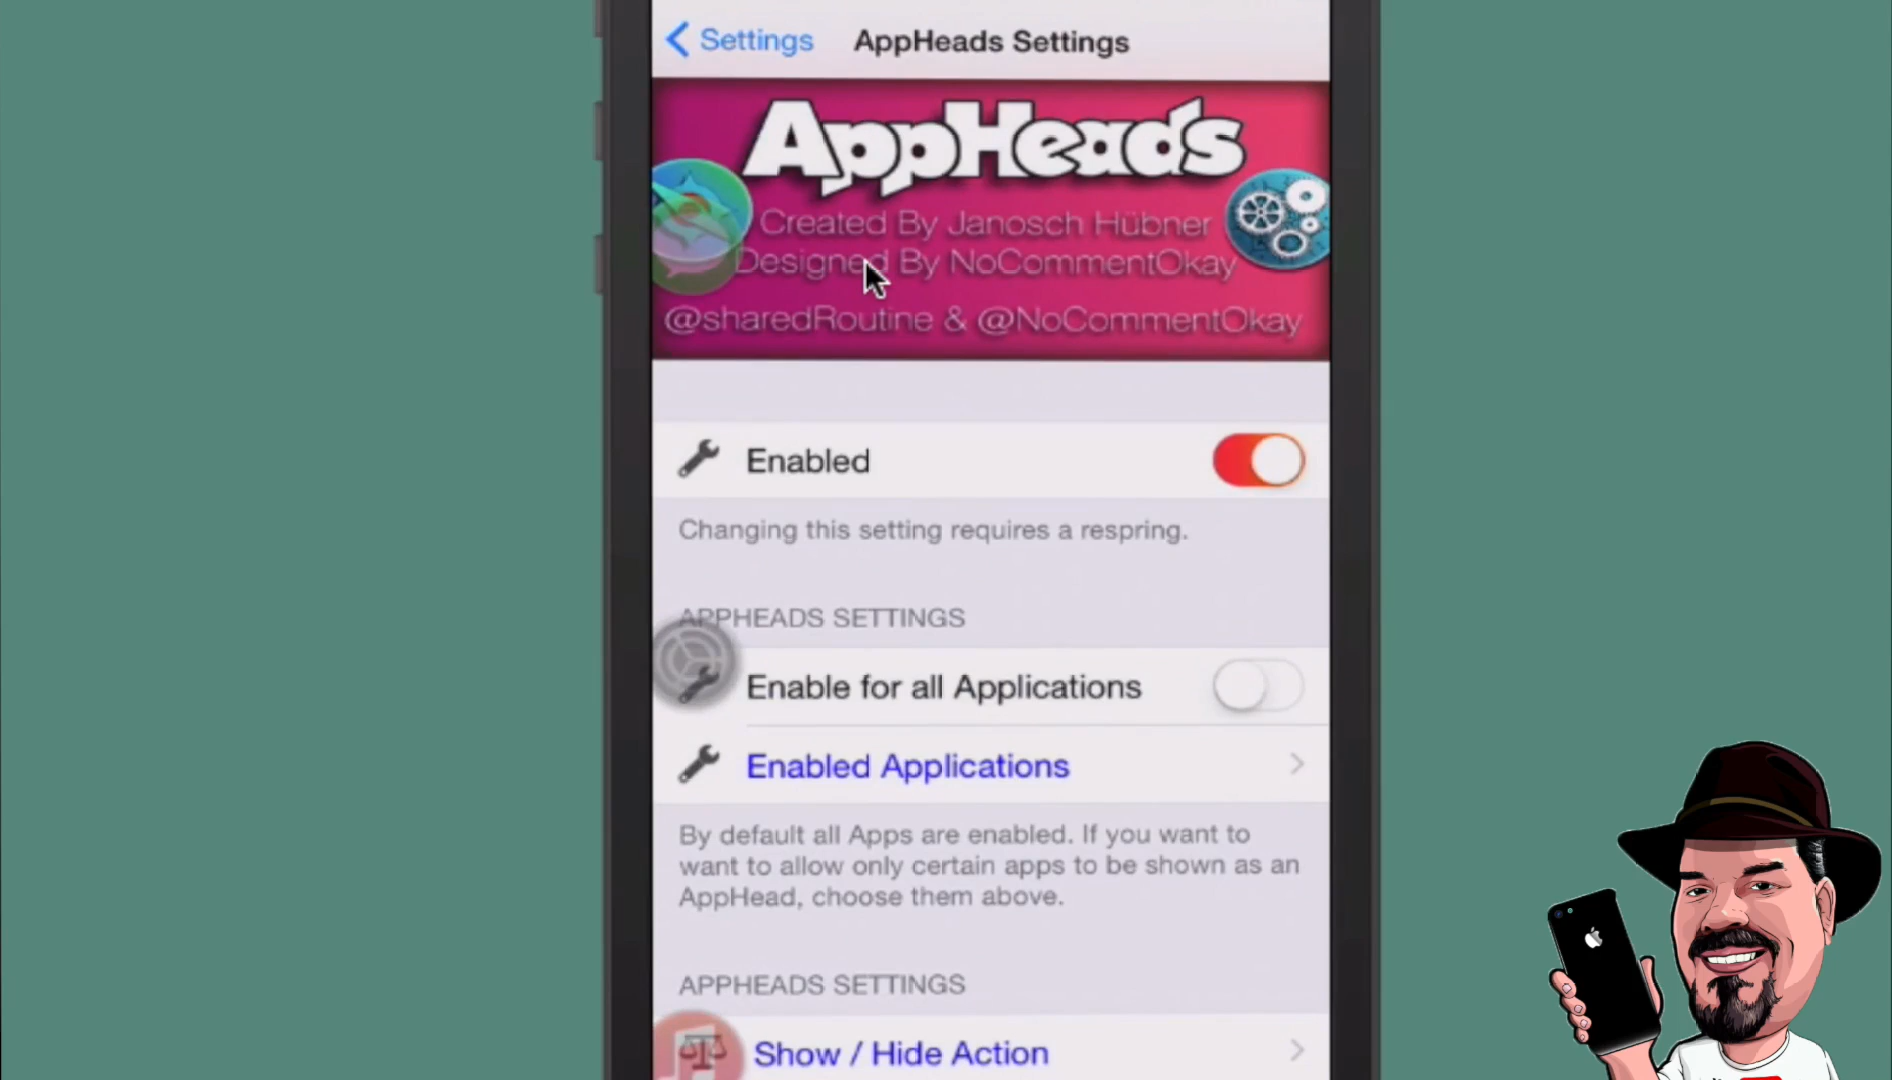 Settings
AppHeads Settings
AppHeads
Created By Janosch Hübner
Designed By NoCommentOkay
@sharedRoutine & @NoCommentOkay
Enabled
Changing this setting requires a respring.
APPHEADS SETTINGS
Enable for all Applications
Enabled Applications
By default all Apps are enabled. If you want to
want to allow only certain apps to be shown as an
AppHead, choose them above.
APPHEADS SETTINGS
Show / Hide Action